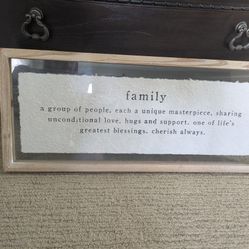 family
a group of people, each a unique masterpiece, sharing
unconditional love, hugs and support. one of life's
greatest blessings. cherish always.